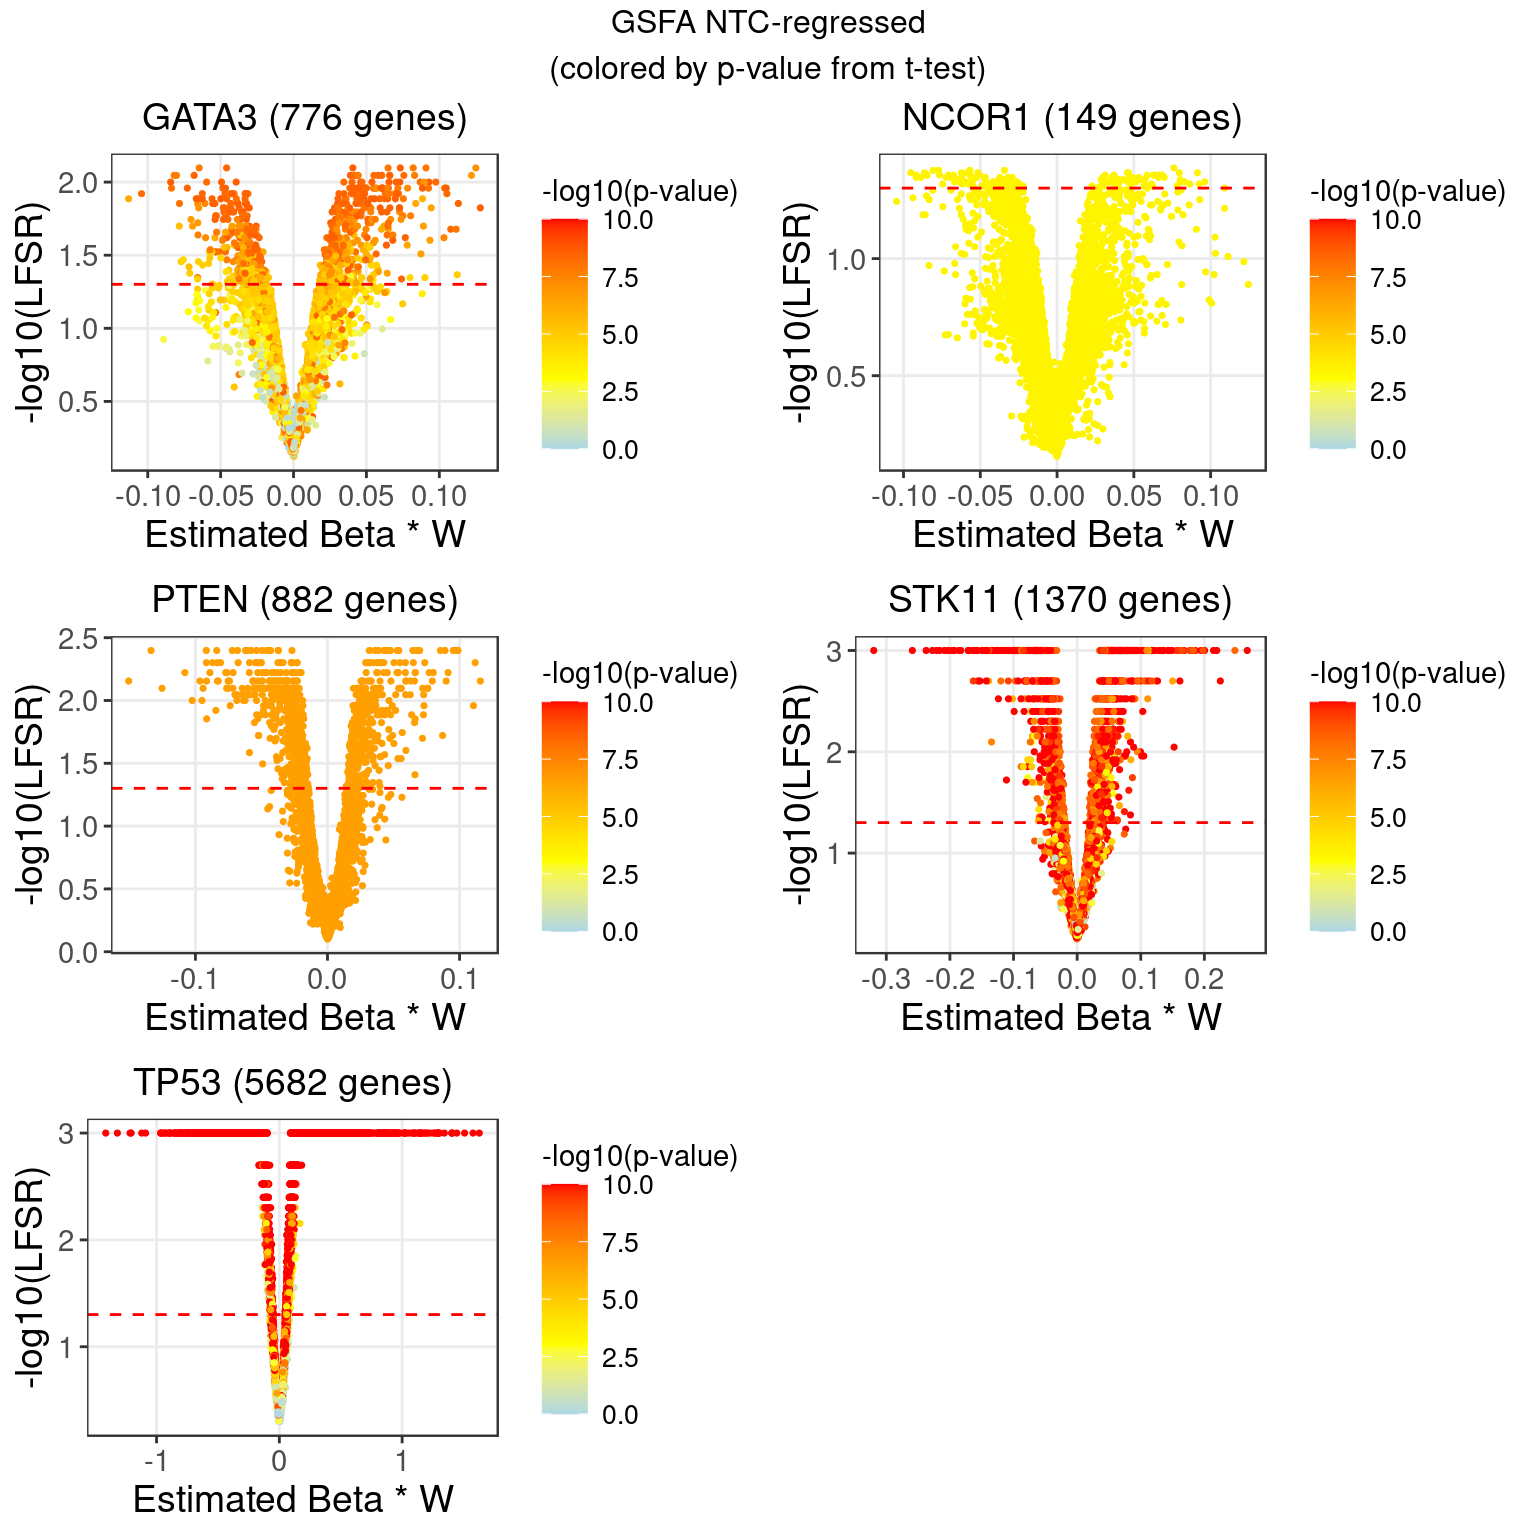 GSFA NTC-regressed
(colored by p-value from t-test)
GATA3 (776 genes)
-log10(LFSR)
2.0
1.5
1.0
0.5
-0.10 -0.05 0.00 0.05 0.10
Estimated Beta * W
-log10(p-value)
10.0
7.5
5.0
2.5
0.0
NCOR1 (149 genes)
-log10(LFSR)
1.0
0.5
-0.10 -0.05 0.00 0.05 0.10
Estimated Beta * W
-log10(p-value)
10.0
7.5
5.0
2.5
0.0
PTEN (882 genes)
-log10(LFSR)
2.5
2.0
1.5
1.0
0.5
0.0
-0.1 0.0 0.1
Estimated Beta * W
-log10(p-value)
10.0
7.5
5.0
2.5
0.0
STK11 (1370 genes)
-log10(LFSR)
3
2
1
-0.3 -0.2 -0.1 0.0 0.1 0.2
Estimated Beta * W
-log10(p-value)
10.0
7.5
5.0
2.5
0.0
TP53 (5682 genes)
-log10(LFSR)
3
2
1
-1 0 1
Estimated Beta * W
-log10(p-value)
10.0
7.5
5.0
2.5
0.0